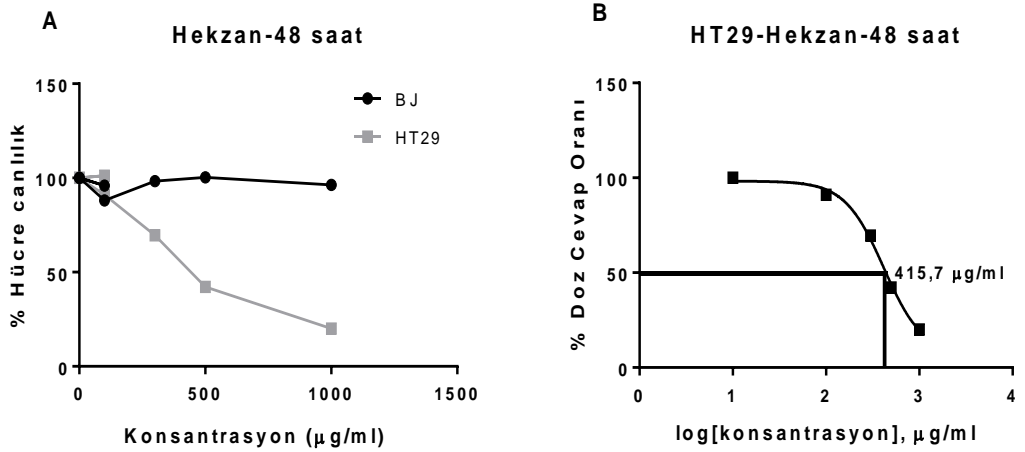 A
Hekzan-48 saat
% Hücre canlılık
150
100
50
0
BJ
HT29
0
500
1000
1500
Konsantrasyon (µg/ml)
B
HT29-Hekzan-48 saat
% Doz Cevap Oranı
150
100
50
0
415,7 µg/ml
0
1
2
3
4
log[konsantrasyon], µg/ml